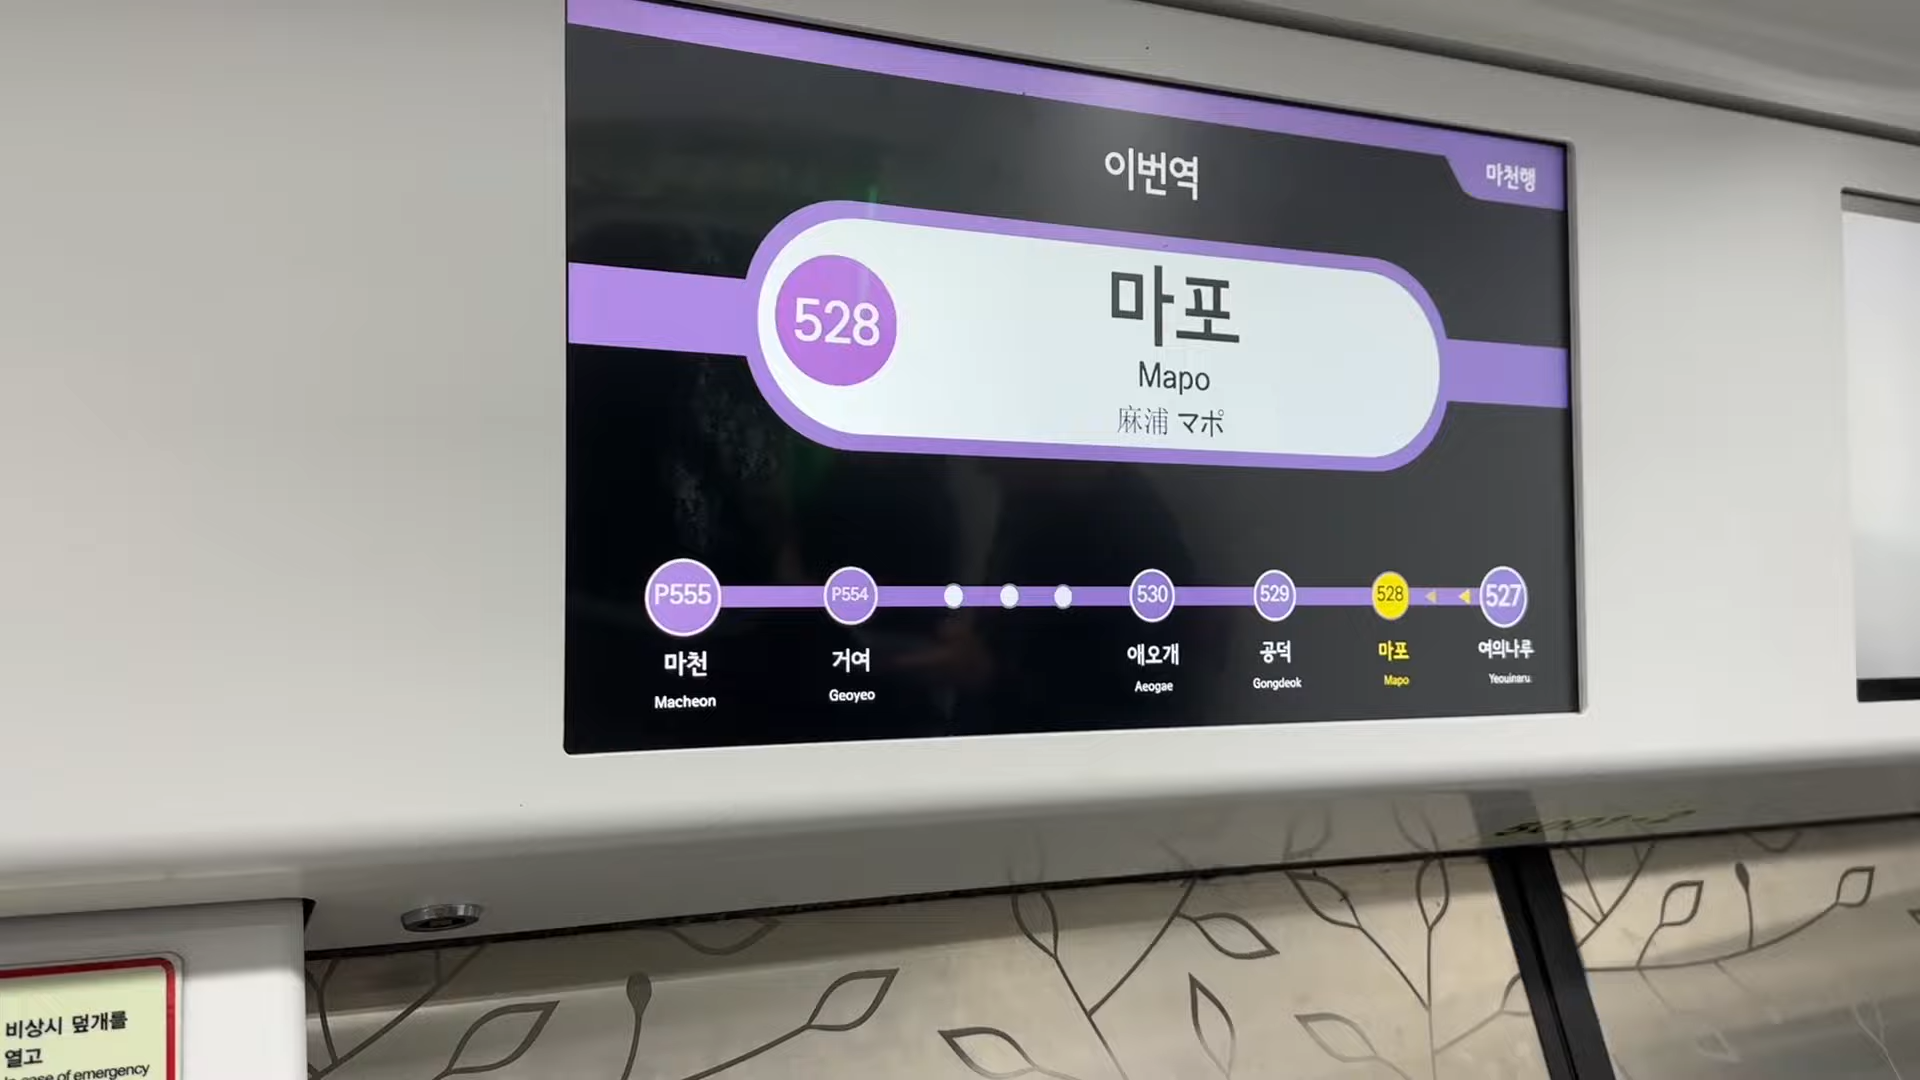 이번역
마천행
528
마포
Mapo
麻浦 マポ
P555 P554 530 529 528 527
마천 거여 애오개 공덕 마포 여의나루
Macheon Geoyeo Aeogae Gongdeok Mapo Yeouinaru
비상시 덮개를
열고
In case of emergency